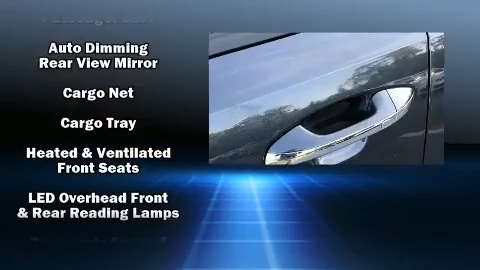 Auto Dimming
Rear View Mirror
Cargo Net
Cargo Tray
Heated & Ventilated
Front Seats
LED Overhead Front
& Rear Reading Lamps